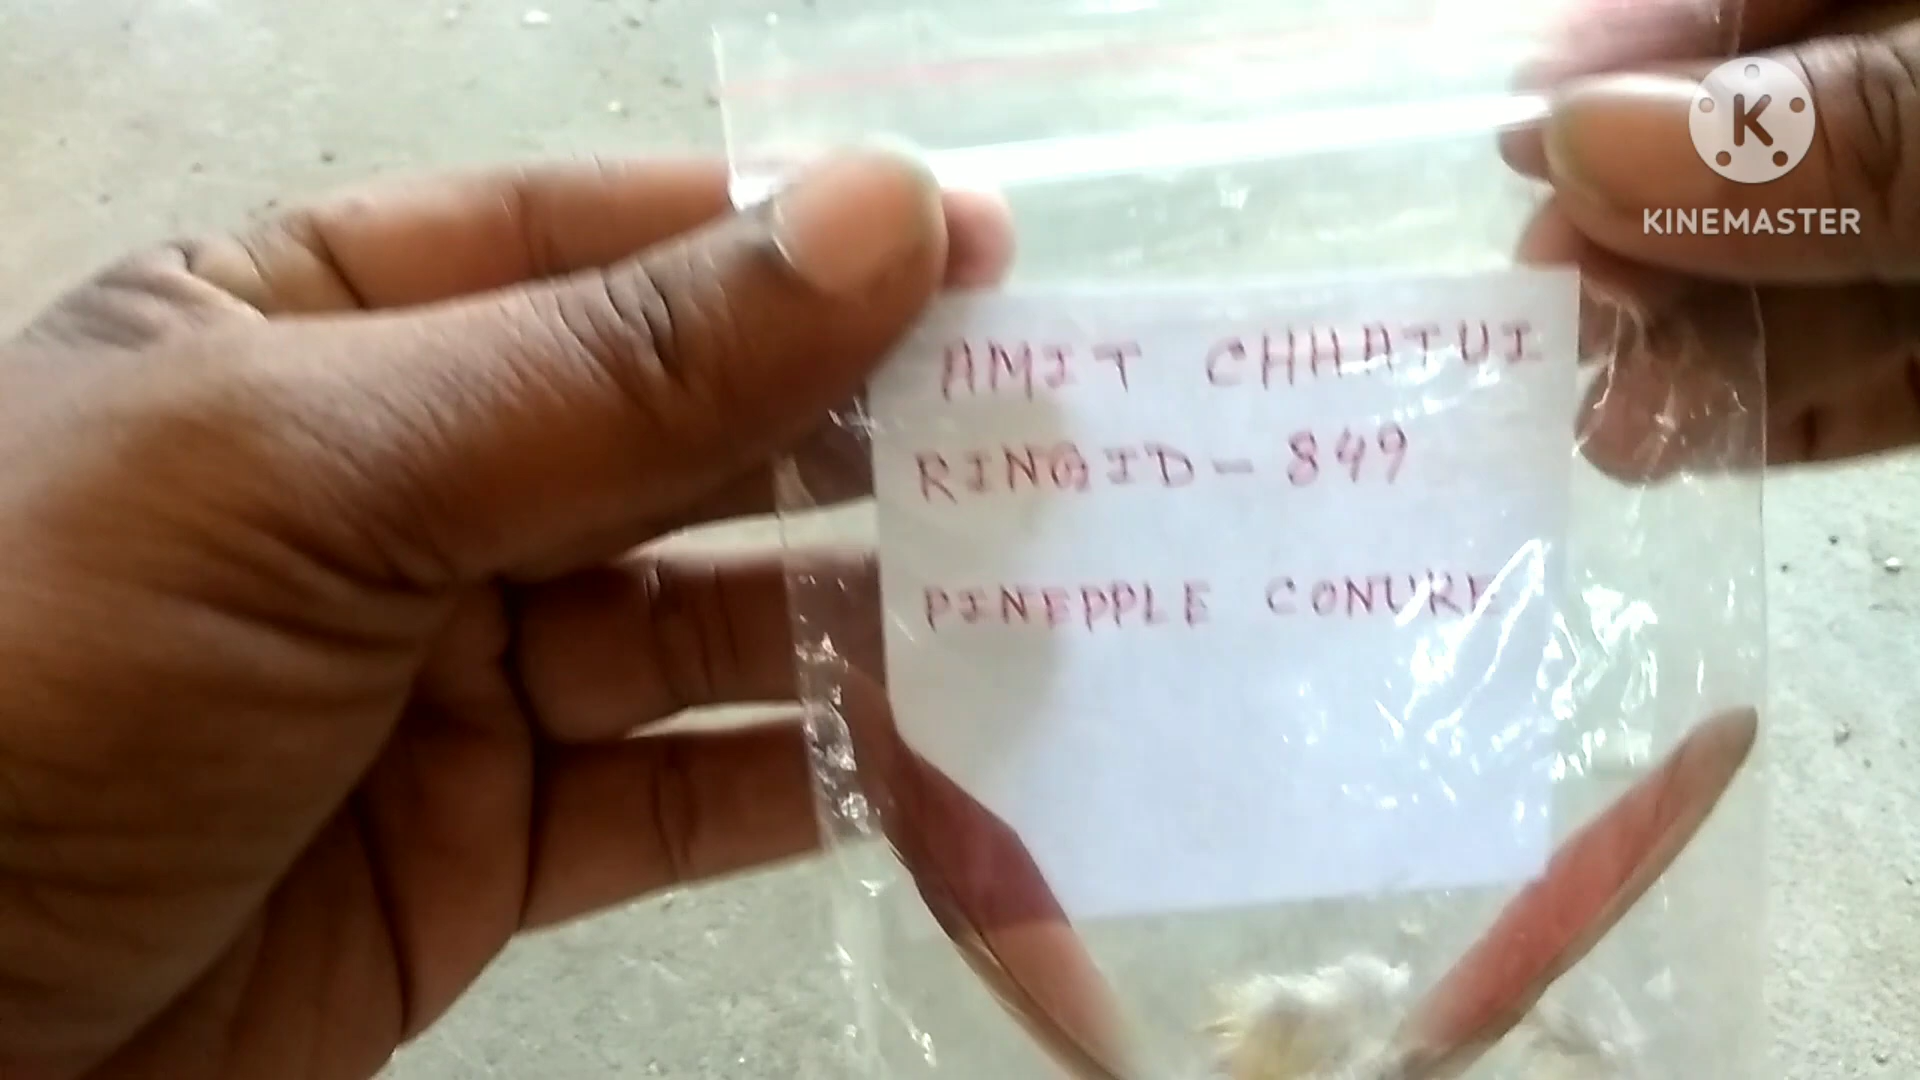 K
KINEMASTER
AMIT CHHATUI
RINGID - 849
PINEPPLE CONURE